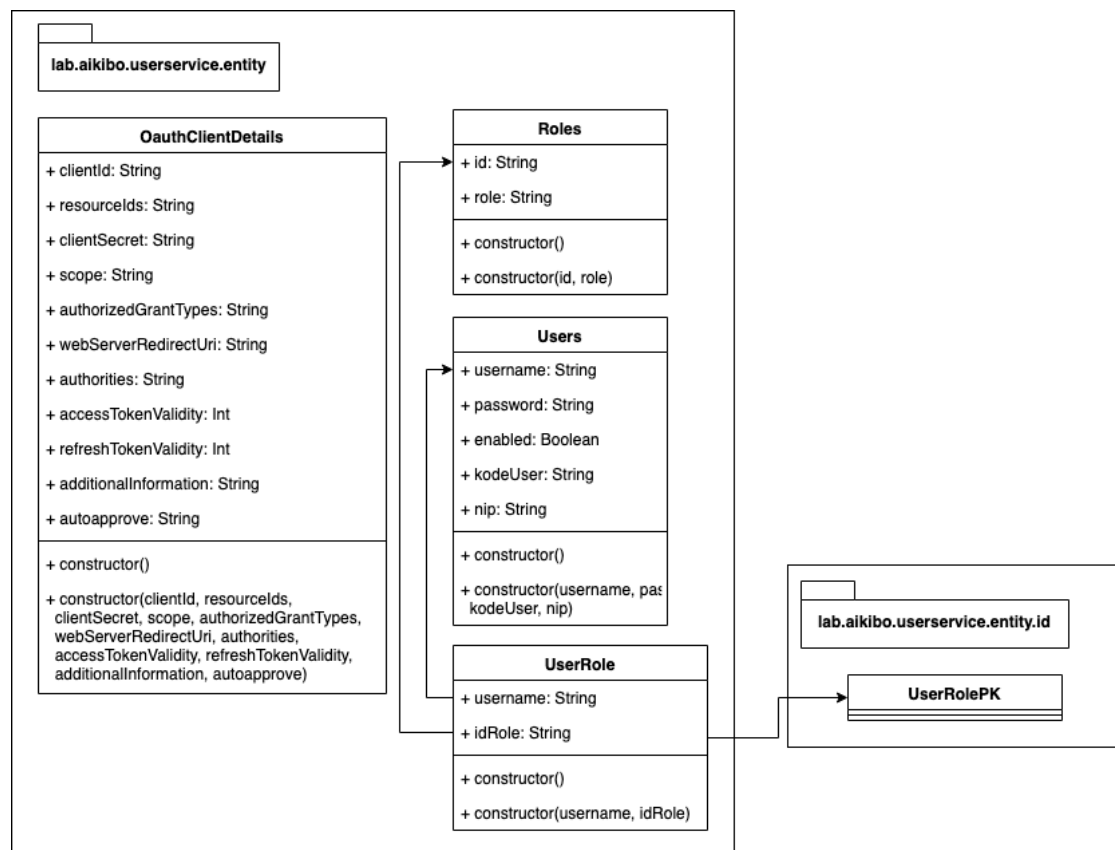 lab.aikibo.userservice.entity
OauthClientDetails
+ clientId: String
+ resourceIds: String
+ clientSecret: String
+ scope: String
+ authorizedGrantTypes: String
+ webServerRedirectUri: String
+ authorities: String
+ accessTokenValidity: Int
+ refreshTokenValidity: Int
+ additionalInformation: String
+ autoapprove: String
+ constructor()
+ constructor(clientId, resourceIds,
clientSecret, scope, authorizedGrantTypes,
webServerRedirectUri, authorities,
accessTokenValidity, refreshTokenValidity,
additionalInformation, autoapprove)
Roles
+ id: String
+ role: String
+ constructor()
+ constructor(id, role)
Users
+ username: String
+ password: String
+ enabled: Boolean
+ kodeUser: String
+ nip: String
+ constructor()
+ constructor(username,
kodeUser, nip)
UserRole
+ username: String
+ idRole: String
+ constructor()
+ constructor(username, idRole)
lab.aikibo.userservice.entity.id
UserRolePK